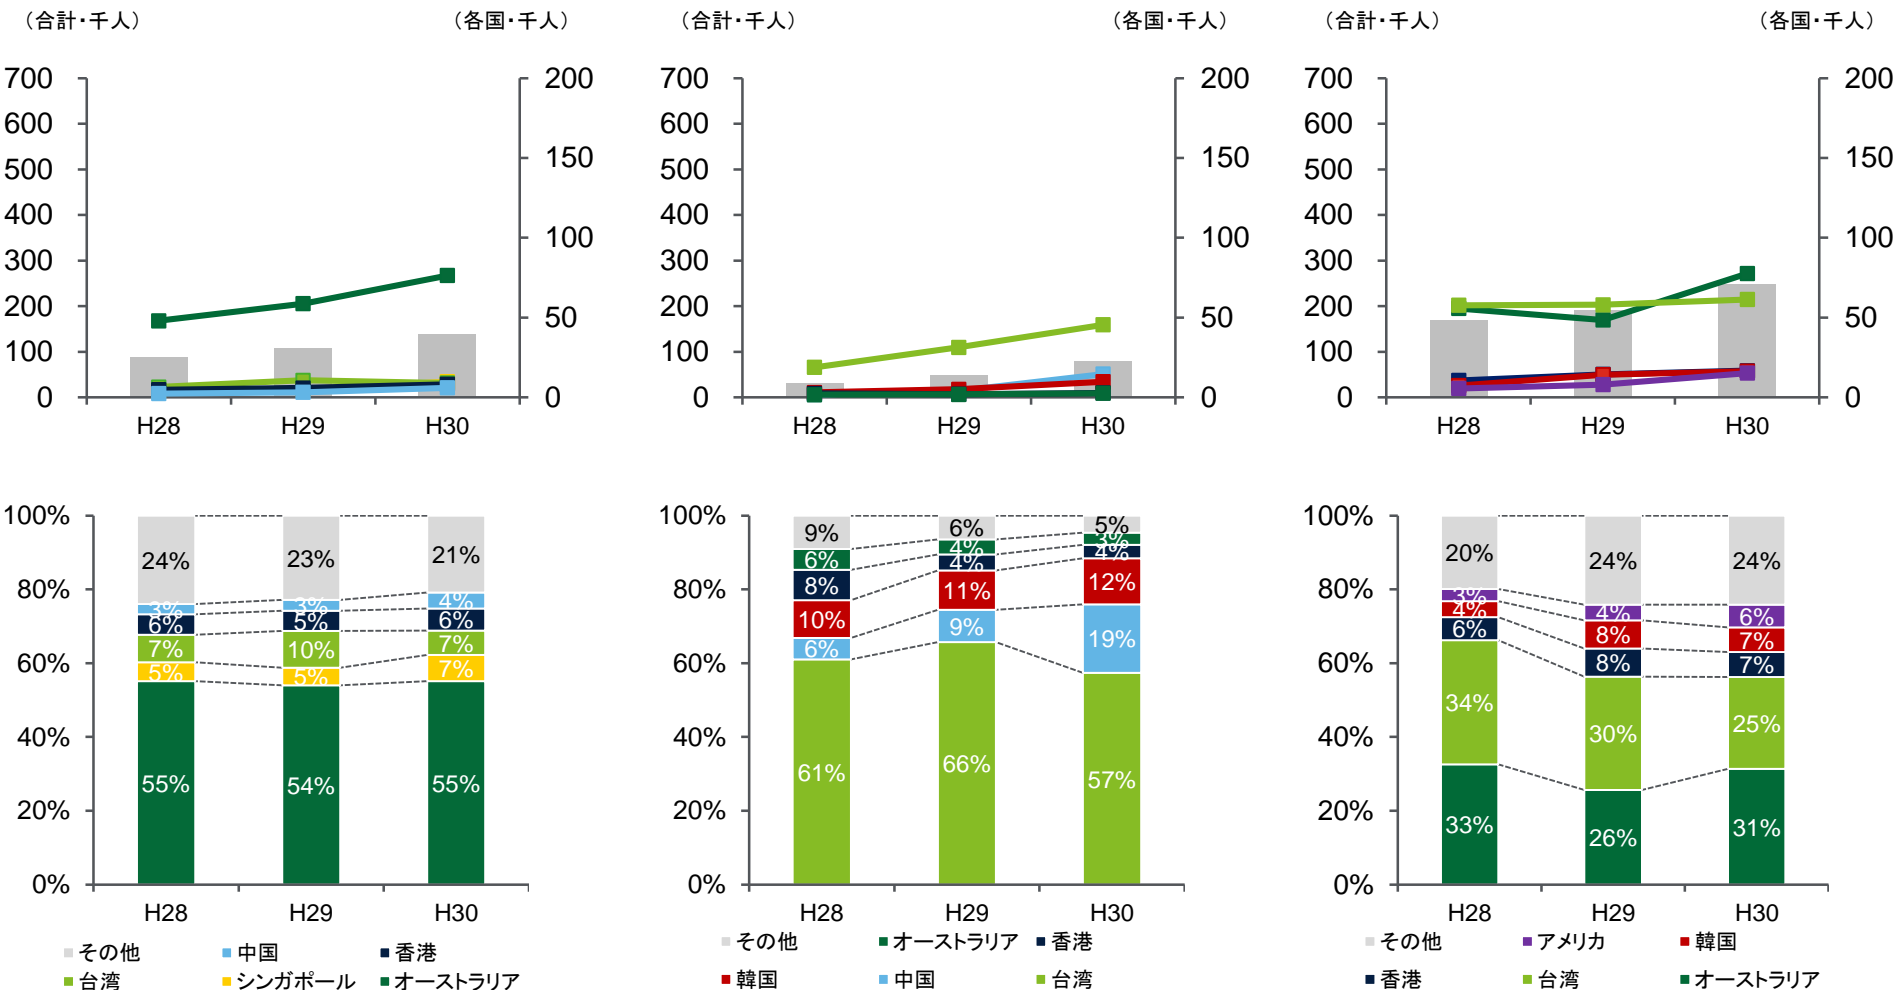 （合計・千人）　（各国・千人）　（合計・千人）　（各国・千人）　（合計・千人）　（各国・千人）
700 200 700 200 700 200
600 600 600
500 150 500 150 500 150
400 400 400
300 100 300 100 300 100
200 200 200
100 50 100 50 100 50
0 0 0 0 0 0
H28 H29 H30 H28 H29 H30 H28 H29 H30
100%
80%
60%
40%
20%
0%
24% 23% 21%
3% 3% 4%
6% 5% 6%
7% 10% 7%
5% 5% 7%
55% 54% 55%
H28 H29 H30
その他 中国 香港
台湾 シンガポール オーストラリア
100%
80%
60%
40%
20%
0%
9% 6% 5%
6% 4% 3%
8% 4% 4%
10% 11% 12%
6% 9% 19%
61% 66% 57%
H28 H29 H30
その他 オーストラリア 香港
韓国 中国 台湾
100%
80%
60%
40%
20%
0%
20% 24% 24%
3% 4% 6%
4% 8% 7%
6% 8% 7%
34% 30% 25%
33% 26% 31%
H28 H29 H30
その他 アメリカ 韓国
香港 台湾 オーストラリア